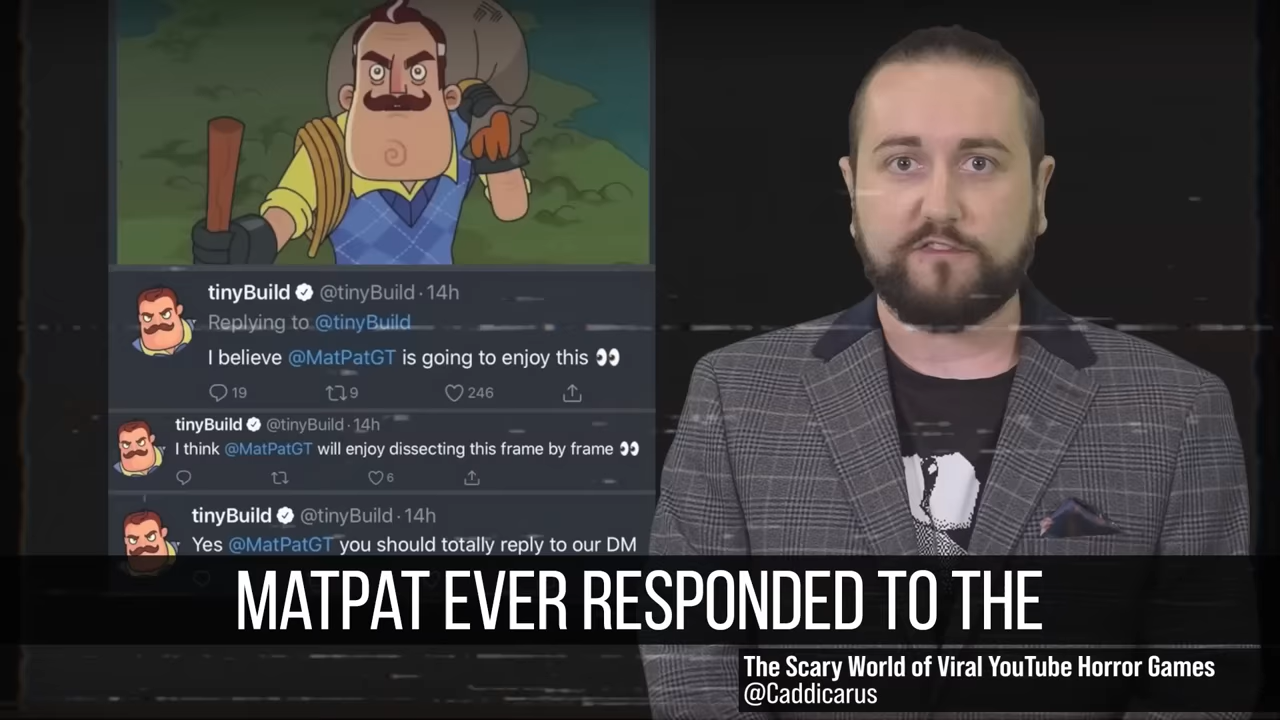 tinyBuild @tinyBuild · 14h
Replying to @tinyBuild
I believe @MatPatGT is going to enjoy this 👀
19 9 246
tinyBuild @tinyBuild · 14h
I think @MatPatGT will enjoy dissecting this frame by frame 👀
6
tinyBuild @tinyBuild · 14h
Yes @MatPatGT you should totally reply to our DM
MATPAT EVER RESPONDED TO THE
The Scary World of Viral YouTube Horror Games
@Caddicarus